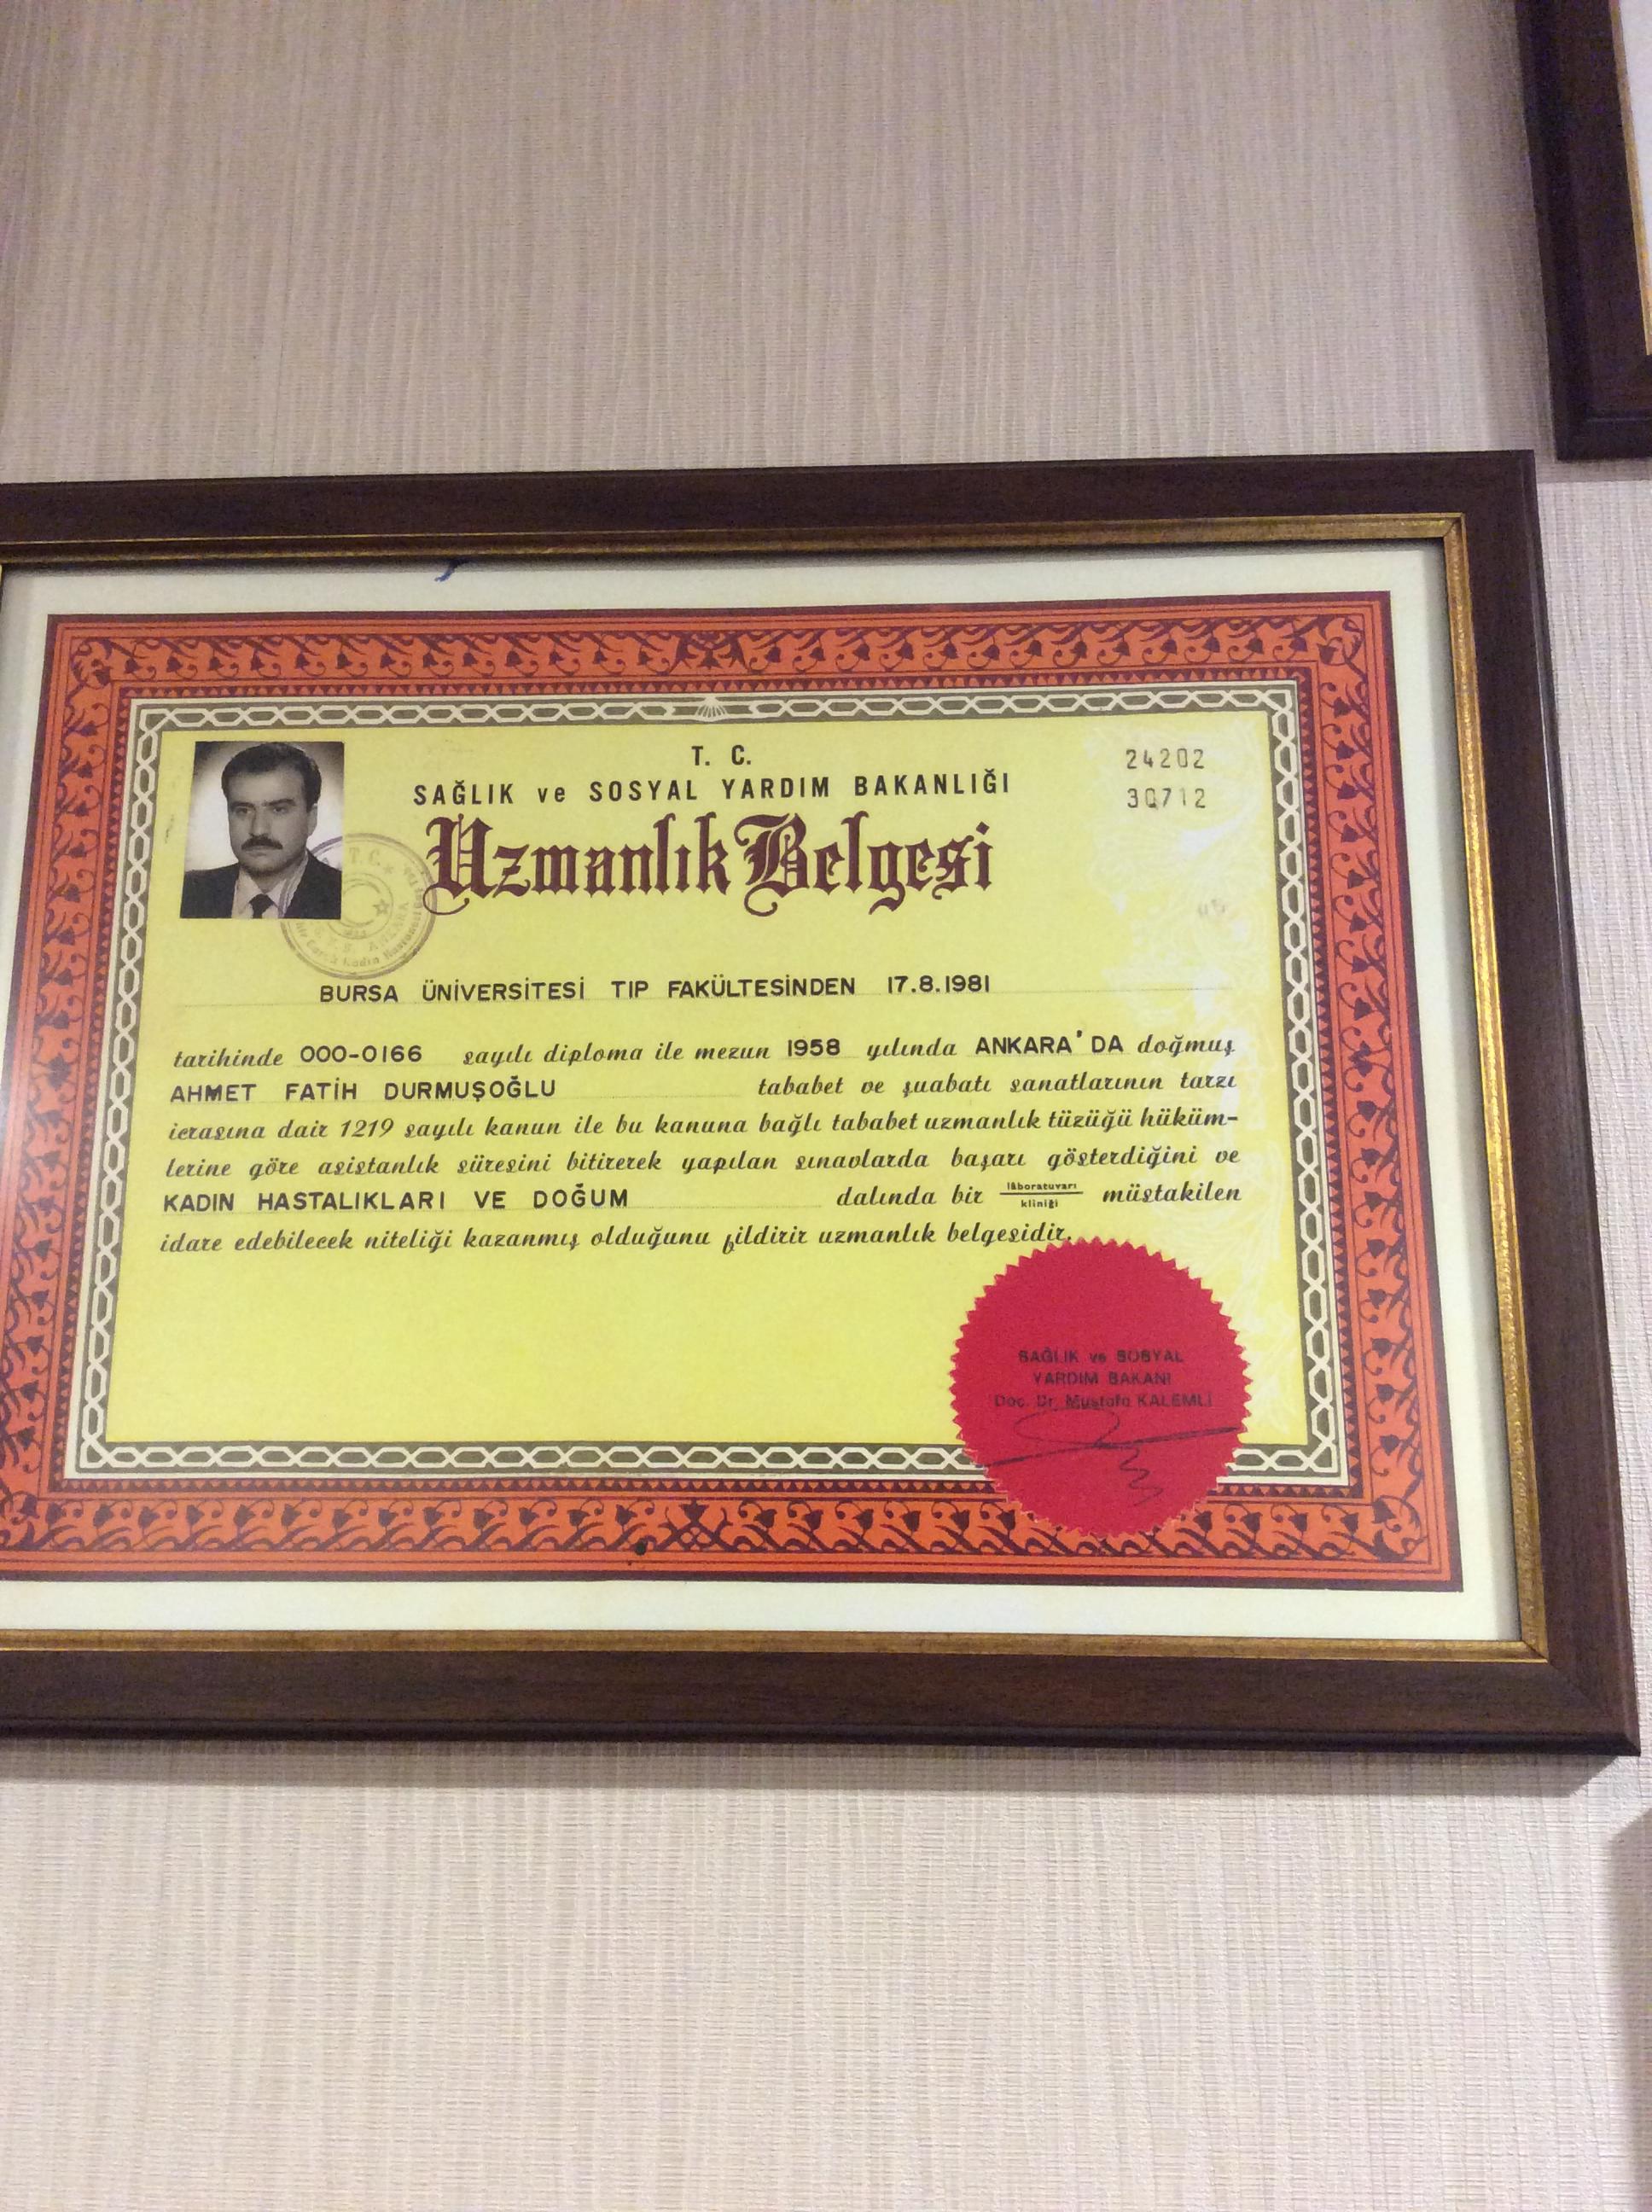 T. C.
SAĞLIK ve SOSYAL YARDIM BAKANLIĞI
24202
30712
Uzmanlık Belgesi
T. C.
BURSA ÜNİVERSİTESİ TIP FAKÜLTESİNDEN 17.8.1981
tarihinde 000-0166 sayılı diploma ile mezun 1958 yılında ANKARA'DA doğmuş
AHMET FATİH DURMUŞOĞLU tababet ve şuabatı sanatlarının tarzı
icrasına dair 1219 sayılı kanun ile bu kanuna bağlı tababet uzmanlık tüzüğü hüküm-
lerine göre asistanlık süresini bitirerek yapılan sınavlarda başarı gösterdiğini ve
KADIN HASTALIKLARI VE DOĞUM dalında bir lâboratuvarı kliniği müstakilen
idare edebilecek niteliği kazanmış olduğunu bildirir uzmanlık belgesidir.
SAĞLIK ve SOSYAL
YARDIM BAKANI
Doç. Dr. Mustafa KALEMLİ